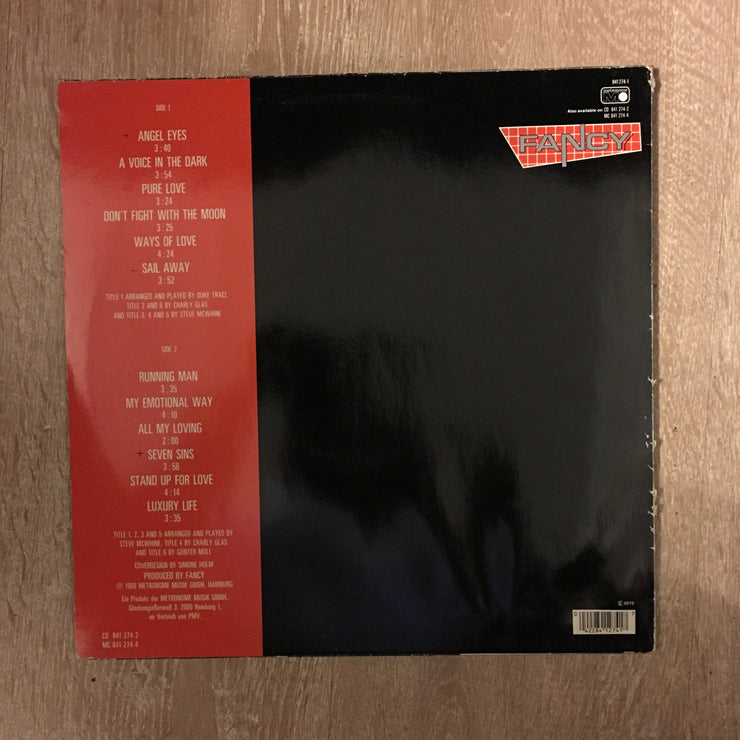 SIDE 1
ANGEL EYES
3:40
A VOICE IN THE DARK
3:54
PURE LOVE
3:24
DON'T FIGHT WITH THE MOON
3:25
WAYS OF LOVE
4:24
SAIL AWAY
3:52
TITLE 1 ARRANGED AND PLAYED BY DUKE TRACI,
TITLE 2 AND 6 BY CHARLY GLAS
AND TITLE 3, 4 AND 5 BY STEVE MCWHINE
SIDE 2
RUNNING MAN
3:35
MY EMOTIONAL WAY
4:10
ALL MY LOVING
2:00
SEVEN SINS
3:58
STAND UP FOR LOVE
4:14
LUXURY LIFE
3:35
TITLE 1, 2, 3 AND 5 ARRANGED AND PLAYED BY
STEVE MCWHINE, TITLE 4 BY CHARLY GLAS
AND TITLE 6 BY GÜNTER MOLL
COVERDESIGN BY SIMONE HOLM
PRODUCED BY FANCY
℗ 1989 METRONOME MUSIK GMBH, HAMBURG
Ein Produkt der METRONOME MUSIK GMBH,
Glockengießerwall 3, 2000 Hamburg 1,
im Vertrieb von PMV.
CD 841 274-2
MC 841 274-4
841 274-1
metronome
Also available on CD 841 274-2
MC 841 274-4
FANCY